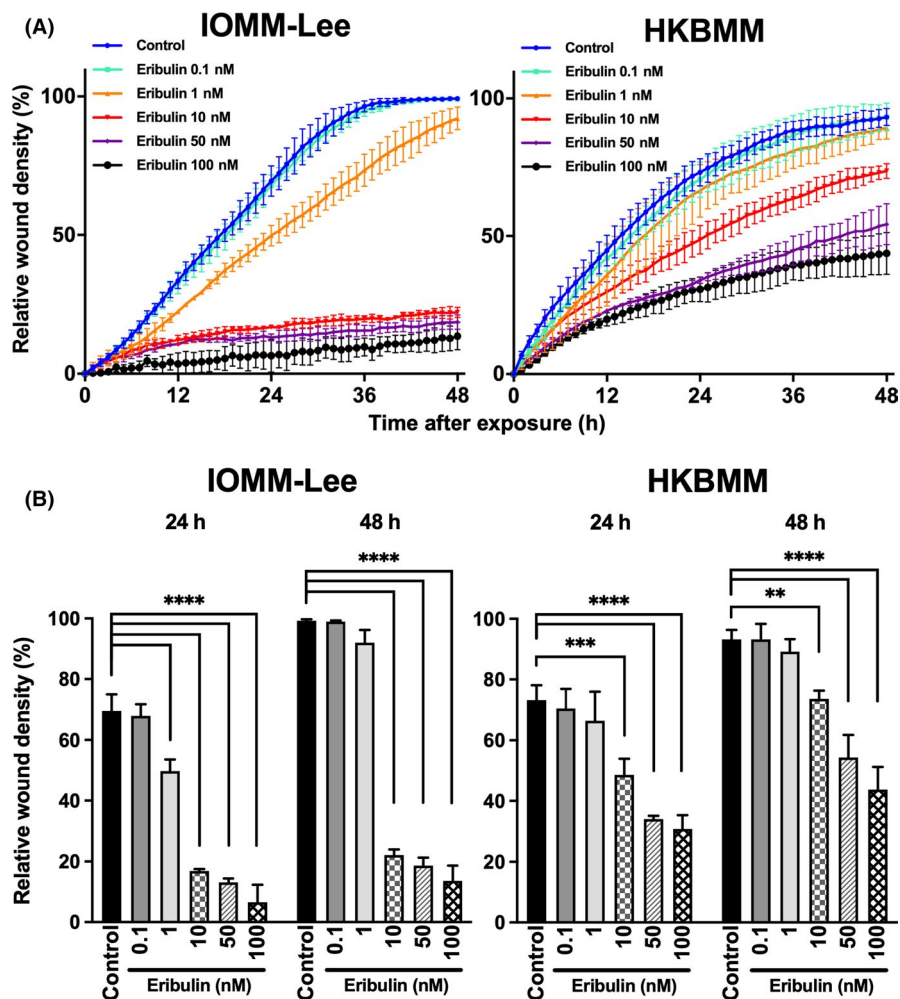 (A)
IOMM-Lee
Control
Eribulin 0.1 nM
Eribulin 1 nM
Eribulin 10 nM
Eribulin 50 nM
Eribulin 100 nM
Relative wound density (%)
100
50
0
0 12 24 36 48
HKBMM
Control
Eribulin 0.1 nM
Eribulin 1 nM
Eribulin 10 nM
Eribulin 50 nM
Eribulin 100 nM
100
50
0
0 12 24 36 48
Time after exposure (h)
(B)
IOMM-Lee
24 h 48 h
**** ****
Relative wound density (%)
100
80
60
40
20
0
Control 0.1 1 10 50 100 Control 0.1 1 10 50 100
Eribulin (nM) Eribulin (nM)
HKBMM
24 h 48 h
**** ****
*** **
100
80
60
40
20
0
Control 0.1 1 10 50 100 Control 0.1 1 10 50 100
Eribulin (nM) Eribulin (nM)